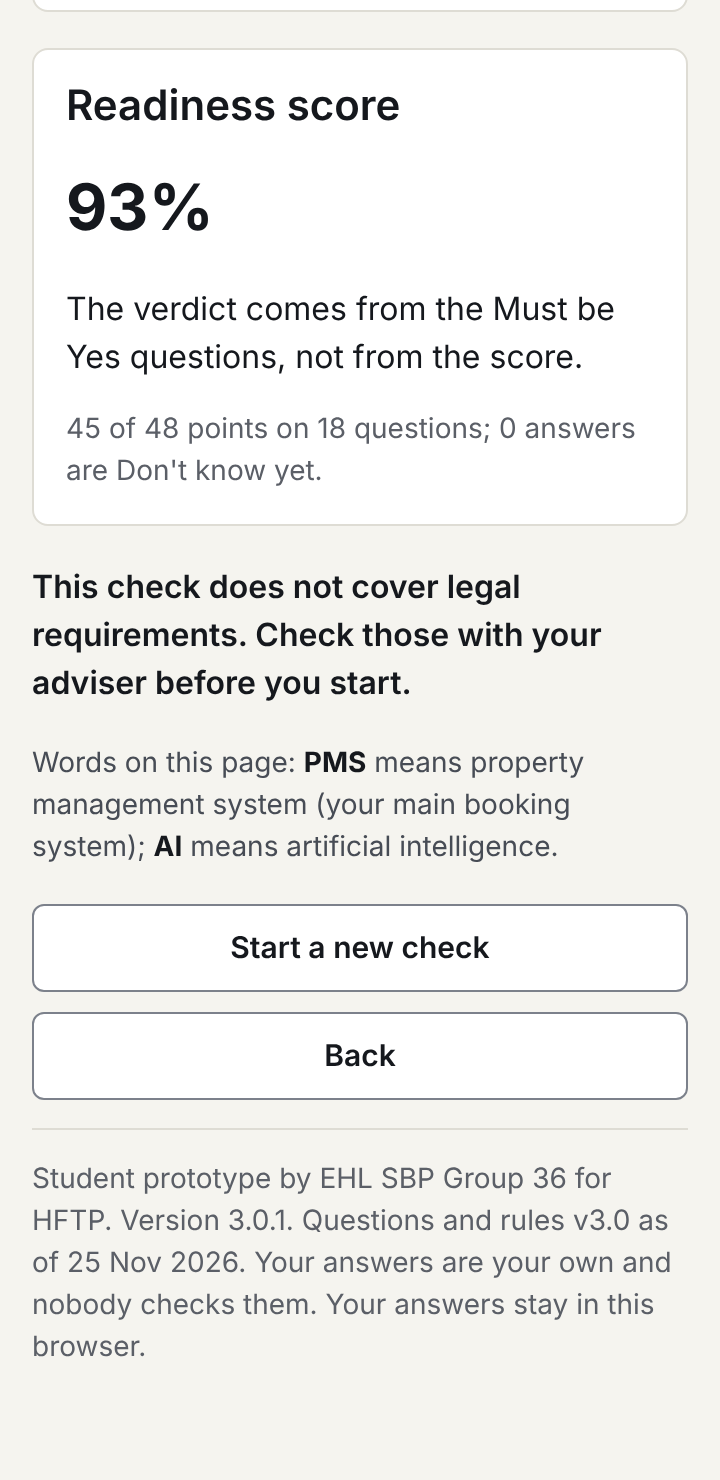 Readiness score
93%
The verdict comes from the Must be
Yes questions, not from the score.
45 of 48 points on 18 questions; 0 answers
are Don't know yet.
This check does not cover legal
requirements. Check those with your
adviser before you start.
Words on this page: PMS means property
management system (your main booking
system); AI means artificial intelligence.
Start a new check
Back
Student prototype by EHL SBP Group 36 for
HFTP. Version 3.0.1. Questions and rules v3.0 as
of 25 Nov 2026. Your answers are your own and
nobody checks them. Your answers stay in this
browser.